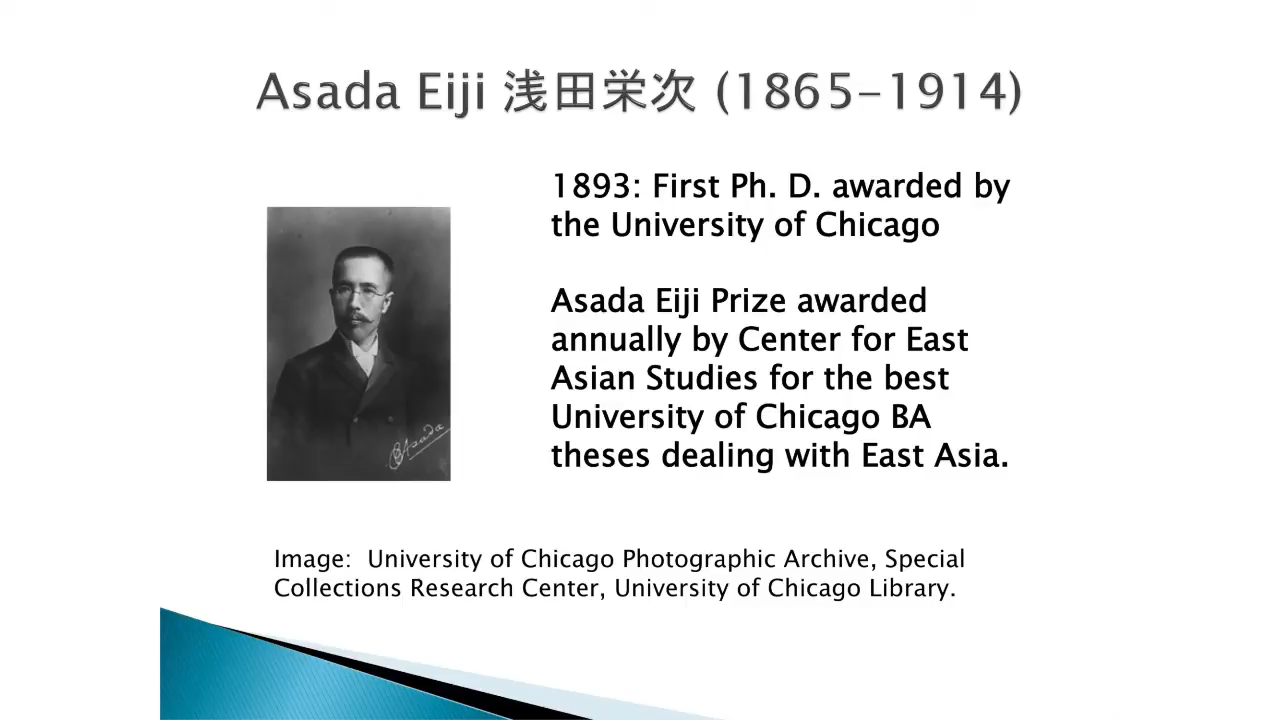 Asada Eiji 浅田栄次 (1865-1914)
1893: First Ph. D. awarded by
the University of Chicago
Asada Eiji Prize awarded
annually by Center for East
Asian Studies for the best
University of Chicago BA
theses dealing with East Asia.
EAsada
Image:  University of Chicago Photographic Archive, Special
Collections Research Center, University of Chicago Library.